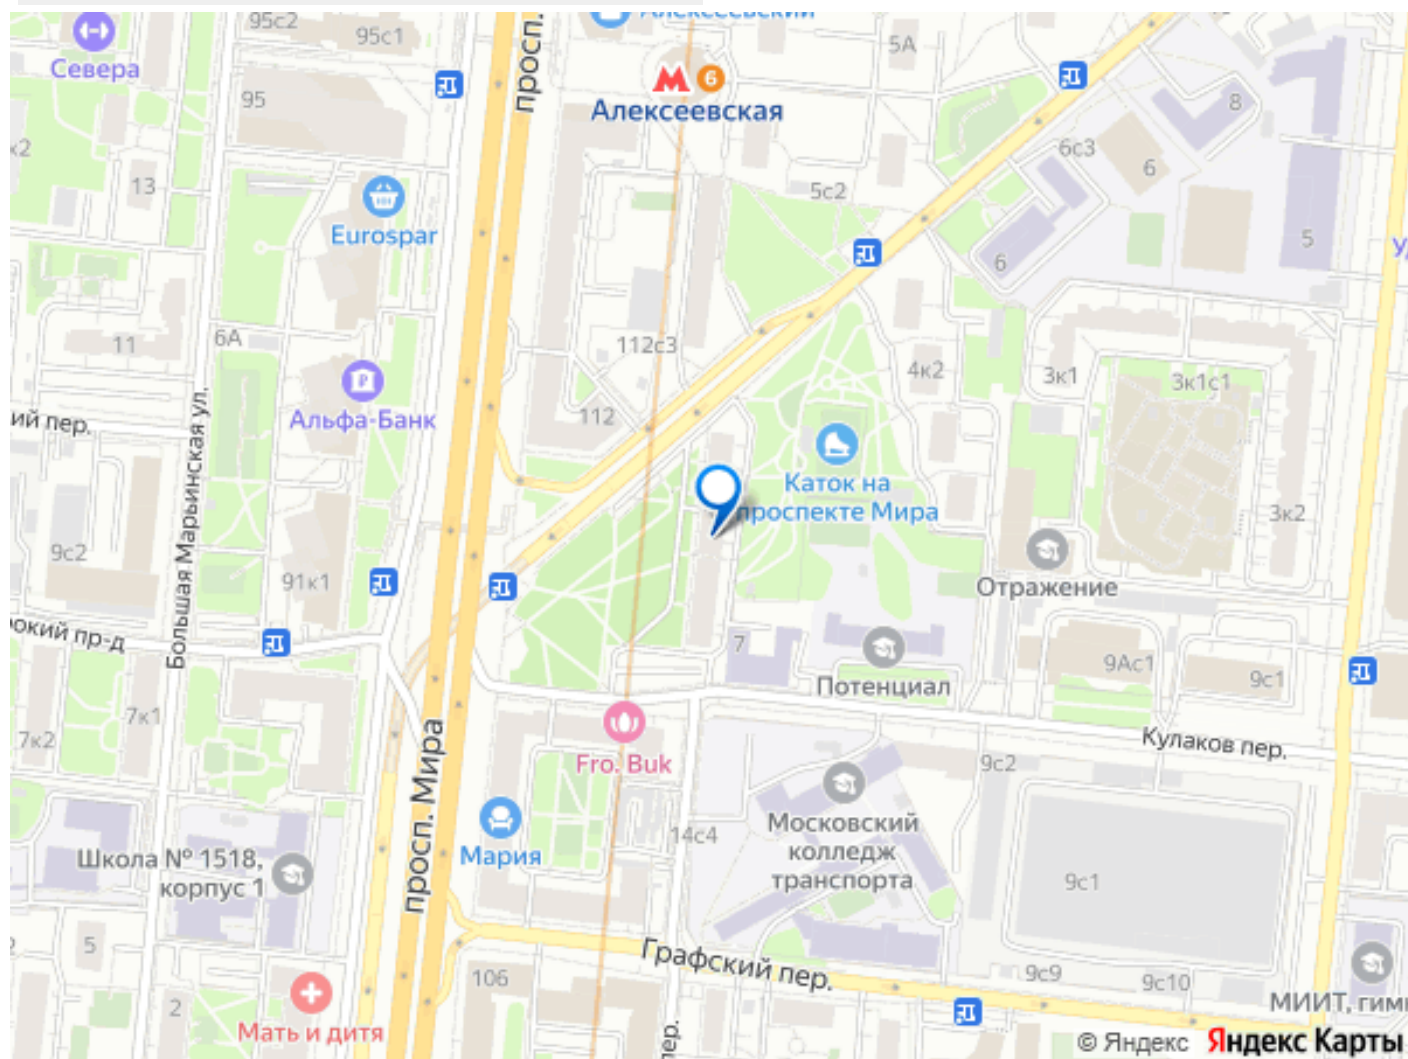 95с2
95с1
Севера
95
просп.
Алексеевский
6
Алексеевская
5А
8
6с3
6
5
13
5с2
Eurospar
6
11
6А
112с3
4к2
3к1
3к1с1
Альфа-Банк
112
ий пер.
Большая Марьинская ул.
Каток на
проспекте Мира
3к2
9с2
91к1
Отражение
7
9Ас1
9с1
Потенциал
7к1
7к2
просп. Мира
Fro. Buk
Кулаков пер.
9с2
14с4
Мария
Московский
колледж
транспорта
Школа № 1518,
корпус 1
9с1
5
Графский пер.
106
9с9
9с10
2
МИИТ, гим
Мать и дитя
пер.
© Яндекс Яндекс Карты